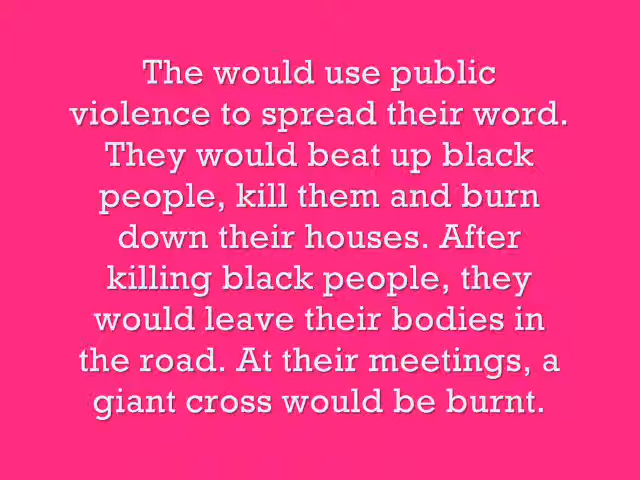 The would use public
violence to spread their word.
They would beat up black
people, kill them and burn
down their houses. After
killing black people, they
would leave their bodies in
the road. At their meetings, a
giant cross would be burnt.